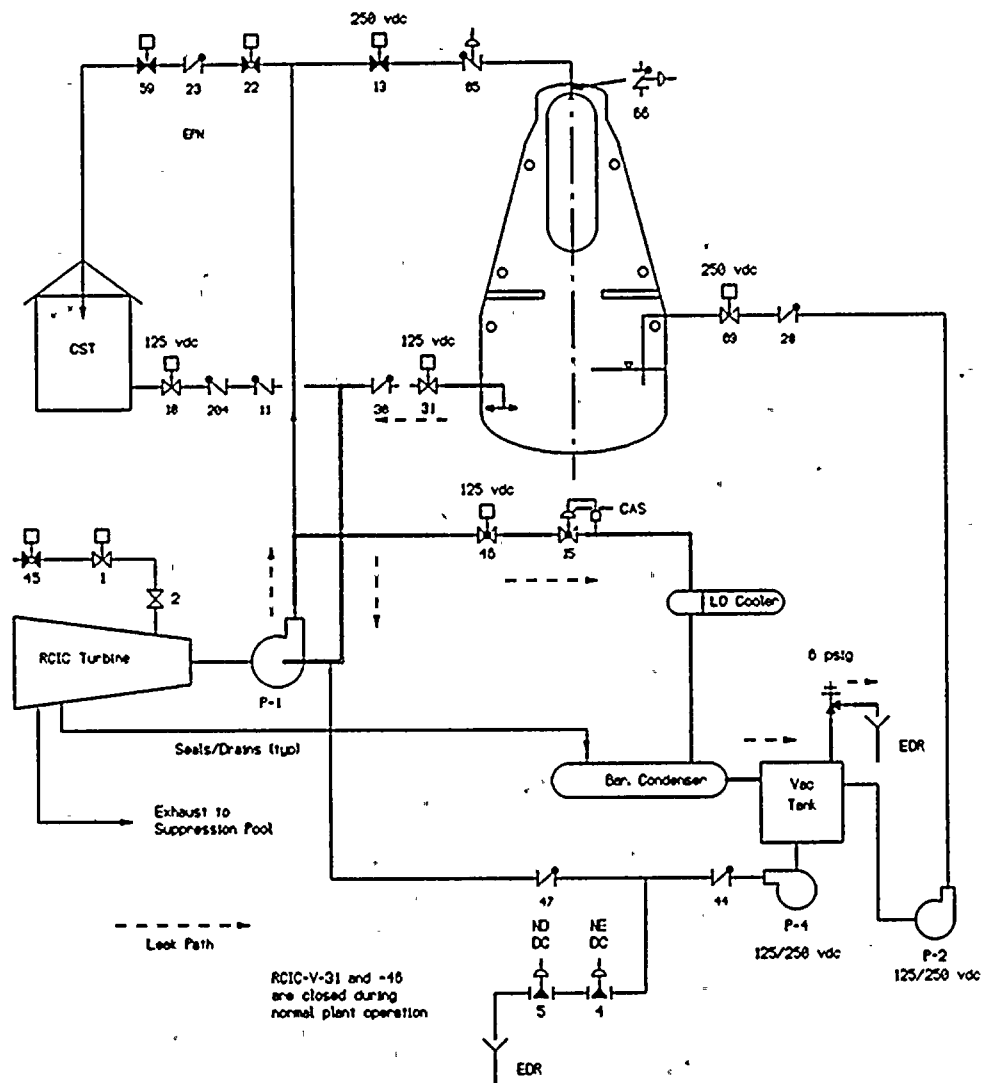 250 vdc
59
23
22
13
65
66
EPN
250 vdc
CST
125 vdc
125 vdc
69
28
18
204
11
38
31
125 vdc
CAS
45
1
46
15
2
LO Cooler
RCIC Turbine
6 psig
P-1
EDR
Seals/Drains (typ)
Bar. Condenser
Vac
Tank
Exhaust to
Suppression Pool
47
44
P-4
125/250 vdc
P-2
125/250 vdc
ND
DC
NE
DC
Leak Path
RCIC-V-31 and -46
are closed during
normal plant operation
5
4
EDR